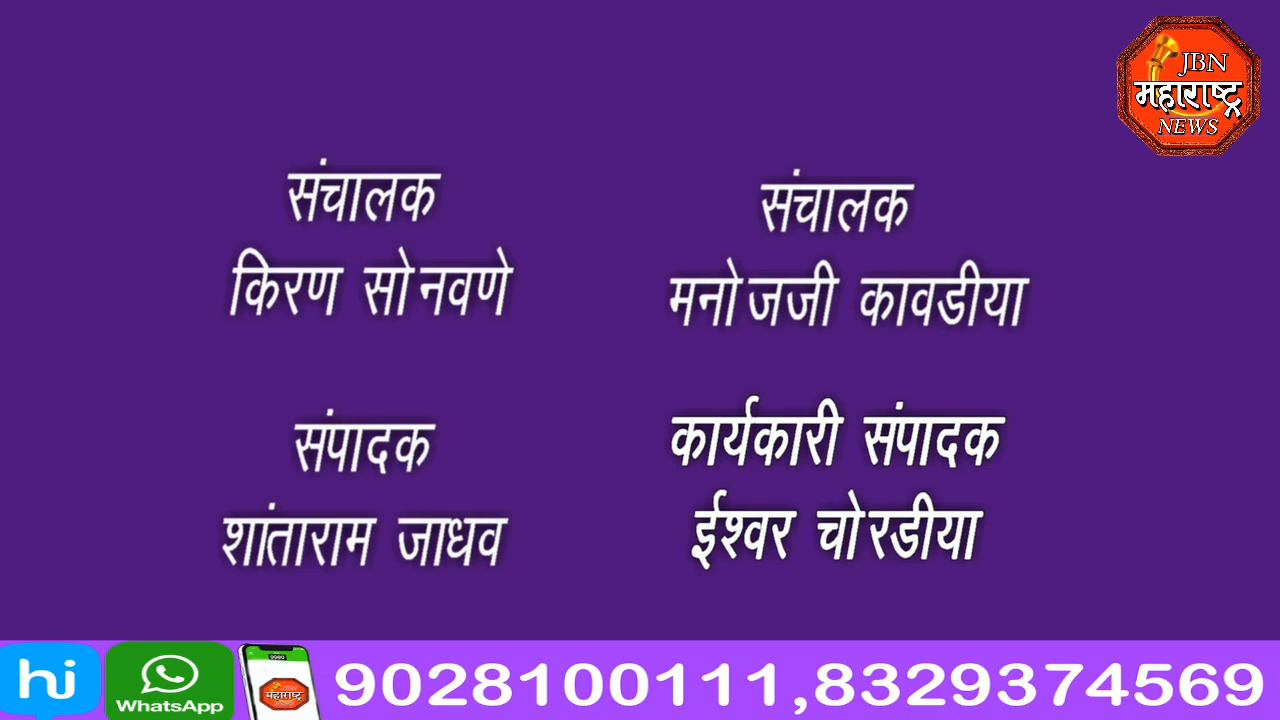 JBN
महाराष्ट्र
NEWS
संचालक
किरण सोनवणे
संचालक
मनोजजी कावडीया
संपादक
शांताराम जाधव
कार्यकारी संपादक
ईश्वर चोरडीया
hi
WhatsApp
महाराष्ट्र
9028100111,8329374569